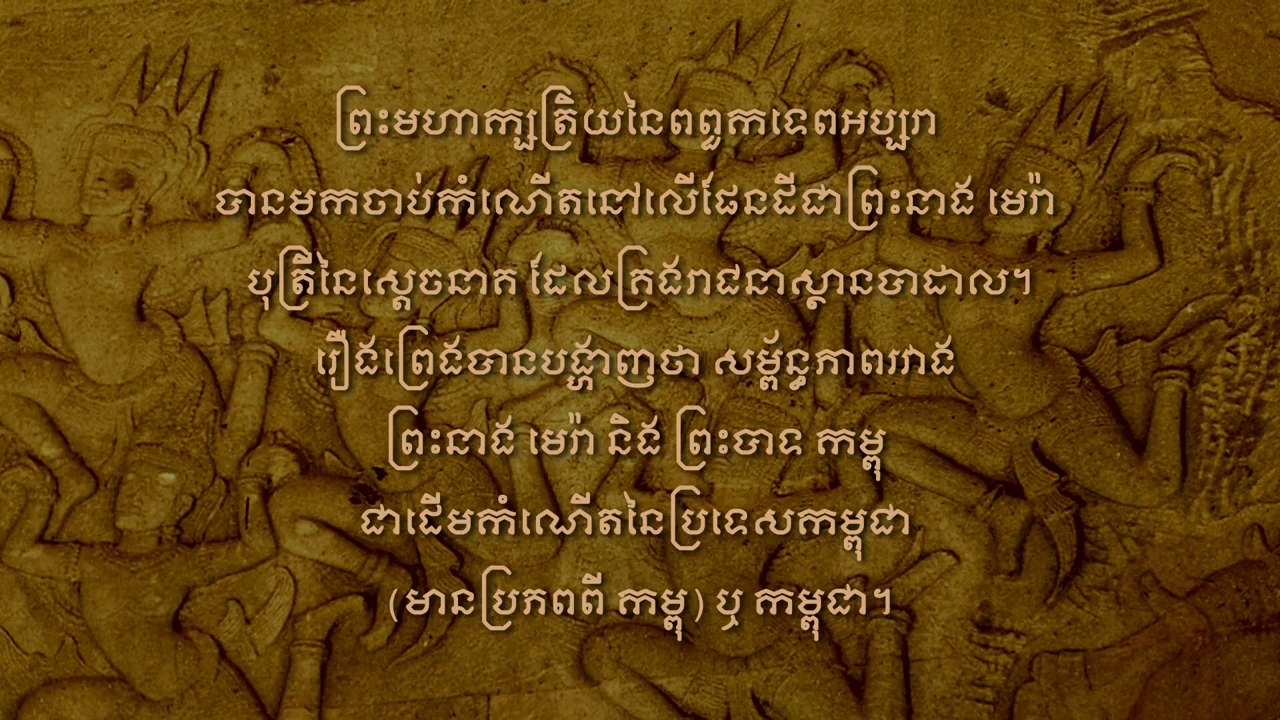 ព្រះមហាក្សត្រិយនៃពពួកទេពអប្សរា
បានមកចាប់កំណើតនៅលើផែនដីជាព្រះនាង មេរ៉ា
បុត្រីនៃស្ដេចនាគ ដែលគ្រងរាជនាស្ថានបាដាល។
រឿងព្រេងបានបង្ហាញថា សម្ព័ន្ធភាពរវាង
ព្រះនាង មេរ៉ា និង ព្រះបាទ កម្ពុ
ជាដើមកំណើតនៃប្រទេសកម្ពុជា
(មានប្រភពពី កម្ពុ) ឬ កម្ពុជា។